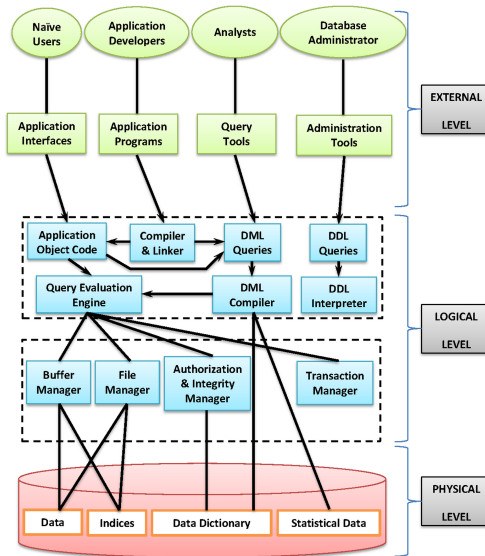 Naïve
Users
Application
Developers
Analysts
Database
Administrator
EXTERNAL
LEVEL
Application
Interfaces
Application
Programs
Query
Tools
Administration
Tools
Application
Object Code
Compiler
& Linker
DML
Queries
DDL
Queries
Query Evaluation
Engine
DML
Compiler
DDL
Interpreter
LOGICAL
LEVEL
Buffer
Manager
File
Manager
Authorization
& Integrity
Manager
Transaction
Manager
PHYSICAL
LEVEL
Data
Indices
Data Dictionary
Statistical Data